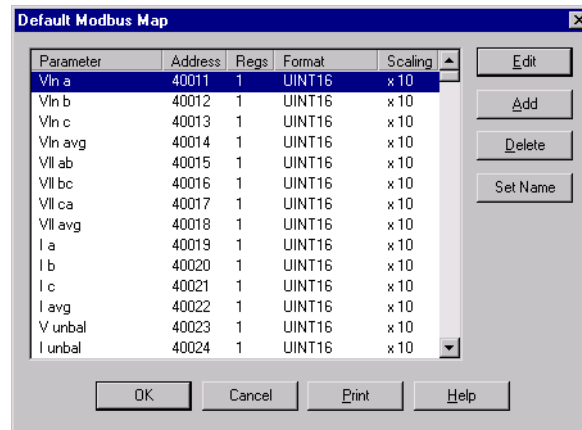 Default Modbus Map
Parameter Address Regs Format Scaling
Vln a 40011 1 UINT16 x 10
Vln b 40012 1 UINT16 x 10
Vln c 40013 1 UINT16 x 10
Vln avg 40014 1 UINT16 x 10
Vll ab 40015 1 UINT16 x 10
Vll bc 40016 1 UINT16 x 10
Vll ca 40017 1 UINT16 x 10
Vll avg 40018 1 UINT16 x 10
I a 40019 1 UINT16 x 10
I b 40020 1 UINT16 x 10
I c 40021 1 UINT16 x 10
I avg 40022 1 UINT16 x 10
V unbal 40023 1 UINT16 x 10
I unbal 40024 1 UINT16 x 10
Edit
Add
Delete
Set Name
OK Cancel Print Help